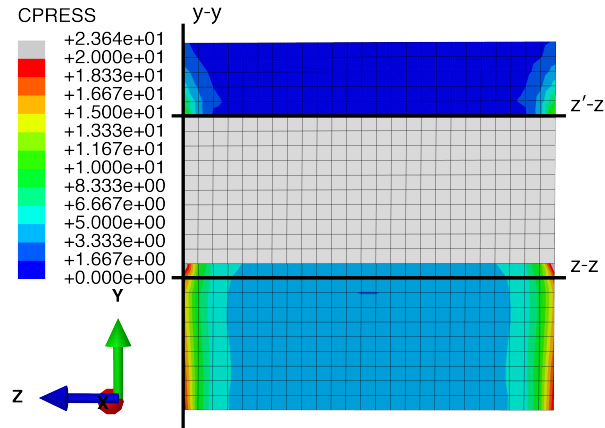 CPRESS
y-y
+2.364e+01
+2.000e+01
+1.833e+01
+1.667e+01
+1.500e+01
+1.333e+01
+1.167e+01
+1.000e+01
+8.333e+00
+6.667e+00
+5.000e+00
+3.333e+00
+1.667e+00
+0.000e+00
z'-z
z-z
Y
Z
X